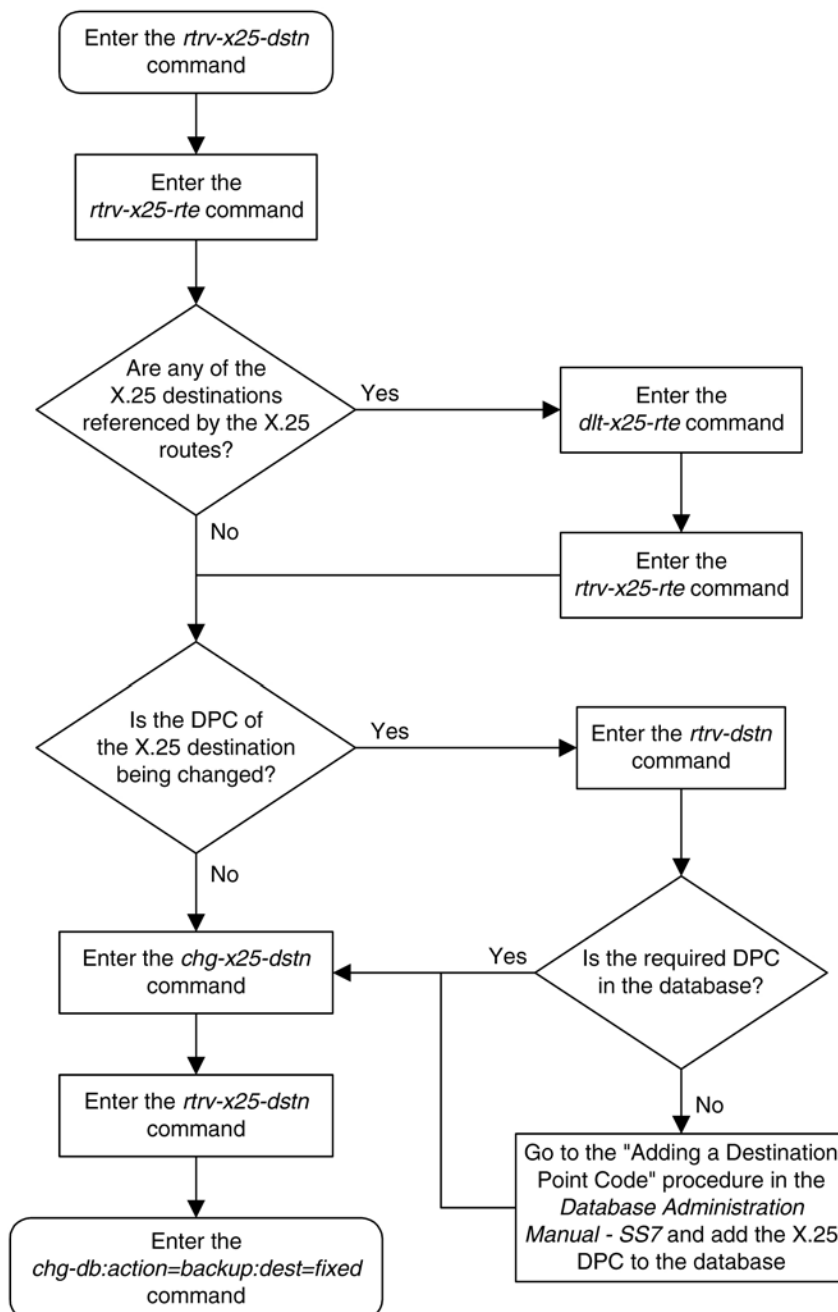 Enter the rtrv-x25-dstn
command
Enter the
rtrv-x25-rte command
Are any of the
X.25 destinations
referenced by the X.25
routes?
Yes
Enter the
dlt-x25-rte command
No
Enter the
rtrv-x25-rte command
Is the DPC of
the X.25 destination
being changed?
Yes
Enter the rtrv-dstn
command
No
Enter the chg-x25-dstn
command
Yes
Is the required DPC
in the database?
Enter the rtrv-x25-dstn
command
No
Go to the "Adding a Destination
Point Code" procedure in the
Database Administration
Manual - SS7 and add the X.25
DPC to the database
Enter the
chg-db:action=backup:dest=fixed
command